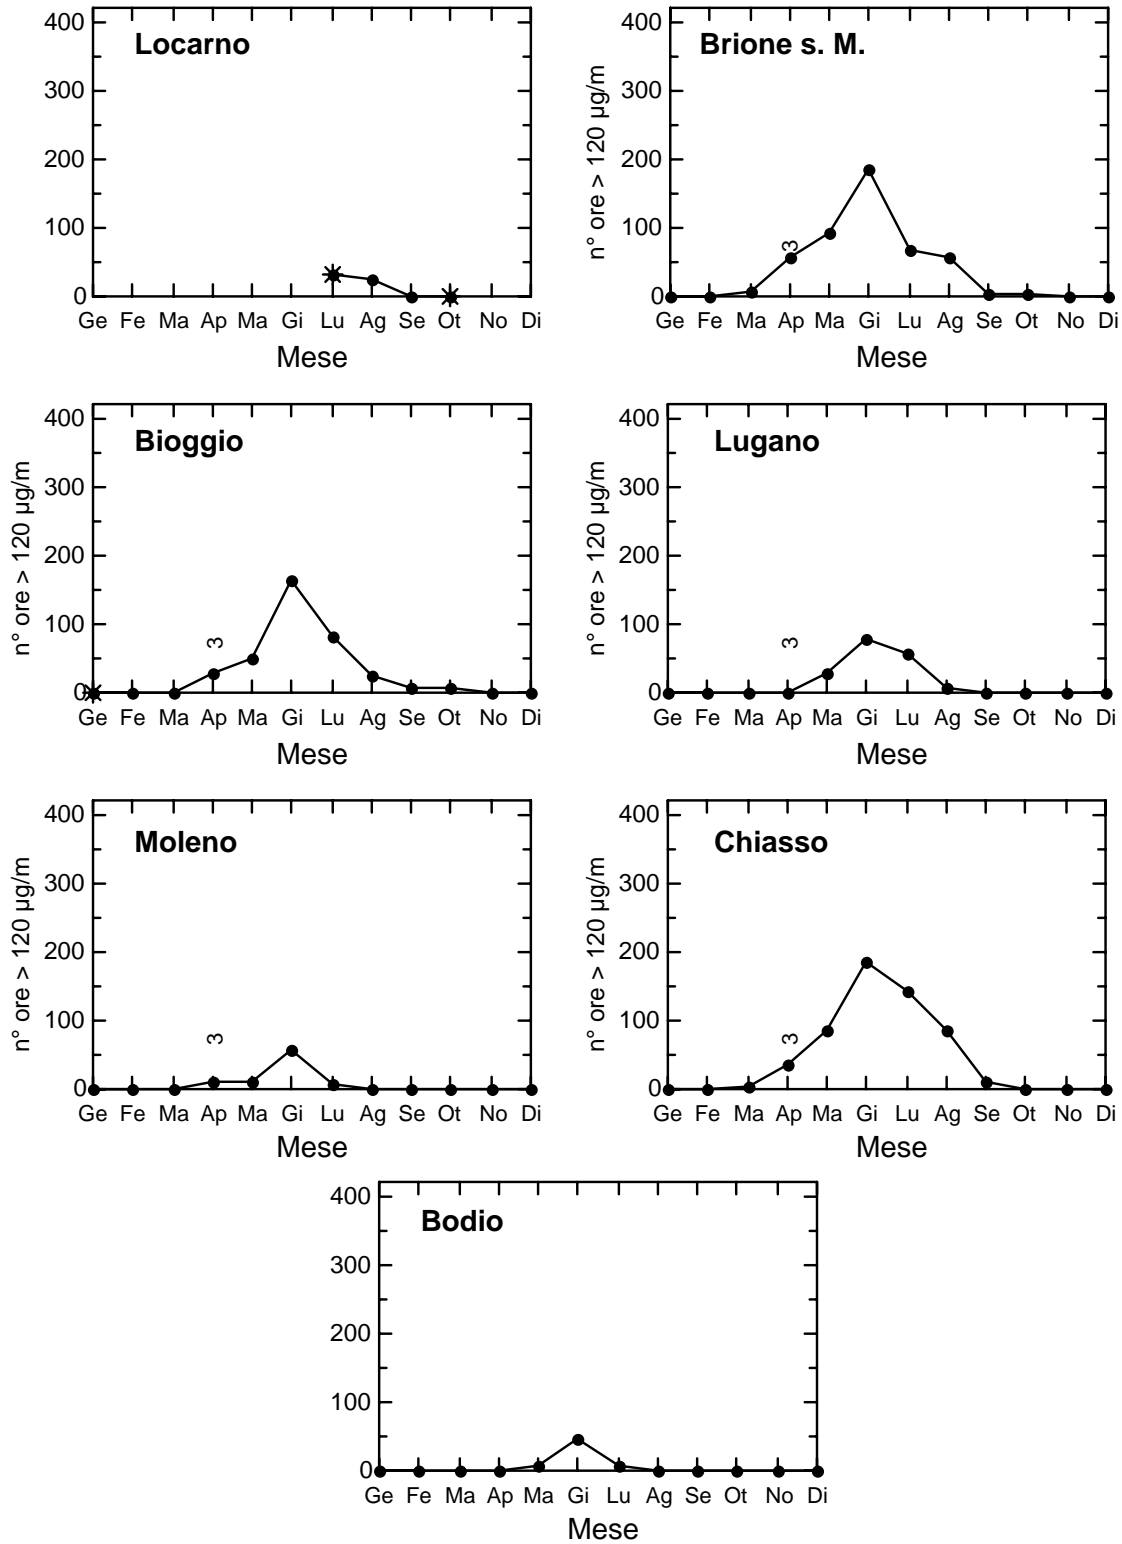 Locarno
400
300
200
100
0
Ge Fe Ma Ap Ma Gi Lu Ag Se Ot No Di
Mese
Brione s. M.
n° ore > 120 µg/m
3
400
300
200
100
0
Ge Fe Ma Ap Ma Gi Lu Ag Se Ot No Di
Mese
Bioggio
n° ore > 120 µg/m
3
400
300
200
100
0
Ge Fe Ma Ap Ma Gi Lu Ag Se Ot No Di
Mese
Lugano
n° ore > 120 µg/m
3
400
300
200
100
0
Ge Fe Ma Ap Ma Gi Lu Ag Se Ot No Di
Mese
Moleno
n° ore > 120 µg/m
3
400
300
200
100
0
Ge Fe Ma Ap Ma Gi Lu Ag Se Ot No Di
Mese
Chiasso
n° ore > 120 µg/m
3
400
300
200
100
0
Ge Fe Ma Ap Ma Gi Lu Ag Se Ot No Di
Mese
Bodio
400
300
200
100
0
Ge Fe Ma Ap Ma Gi Lu Ag Se Ot No Di
Mese